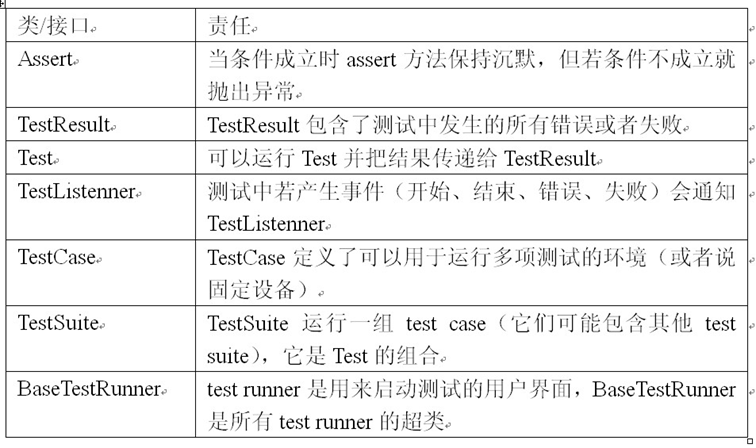 类/接口 责任
Assert 当条件成立时 assert 方法保持沉默，但若条件不成立就
抛出异常
TestResult TestResult 包含了测试中发生的所有错误或者失败
Test 可以运行 Test 并把结果传递给 TestResult
TestListenner 测试中若产生事件（开始、结束、错误、失败）会通知
TestListenner
TestCase TestCase 定义了可以用于运行多项测试的环境（或者说
固定设备）。
TestSuite TestSuite 运行一组 test case（它们可能包含其他 test
suite），它是 Test 的组合
BaseTestRunner test runner 是用来启动测试的用户界面，BaseTestRunner
是所有 test runner 的超类